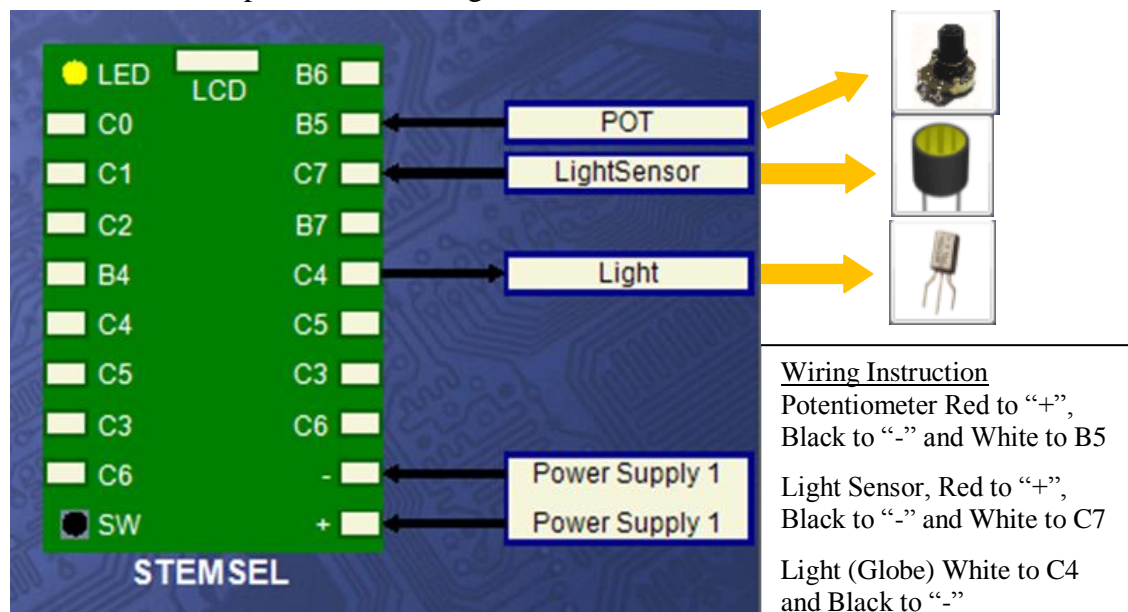 LED LCD B6
C0 B5 POT
C1 C7 LightSensor
C2 B7
B4 C4 Light
C4 C5
C5 C3
C3 C6
C6 - Power Supply 1
SW + Power Supply 1
STEMSEL
Wiring Instruction
Potentiometer Red to “+”,
Black to “-” and White to B5
Light Sensor, Red to “+”,
Black to “-” and White to C7
Light (Globe) White to C4
and Black to “-”